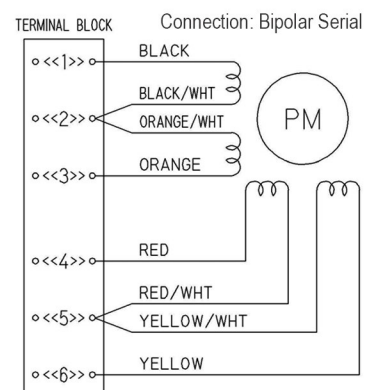 TERMINAL BLOCK
Connection: Bipolar Serial
<<1>>
BLACK
BLACK/WHT
<<2>>
ORANGE/WHT
PM
<<3>>
ORANGE
<<4>>
RED
RED/WHT
<<5>>
YELLOW/WHT
<<6>>
YELLOW